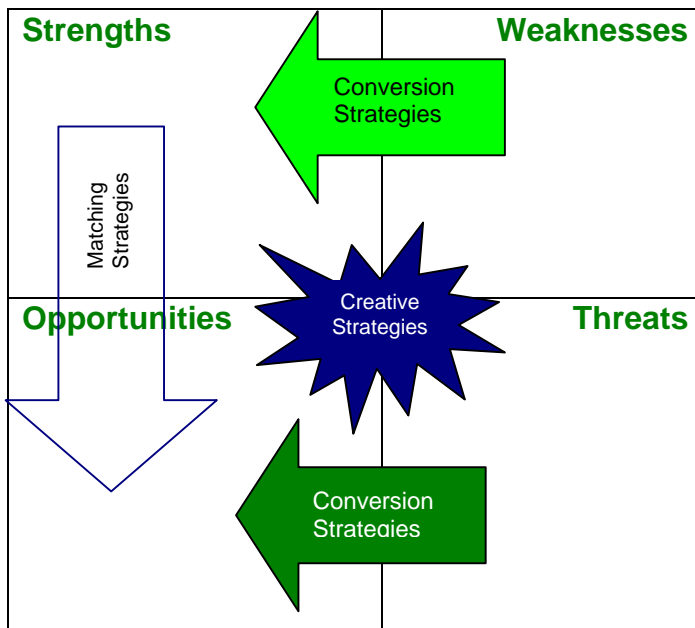 Strengths
Weaknesses
Conversion
Strategies
Matching
Strategies
Creative
Strategies
Opportunities
Threats
Conversion
Strategies